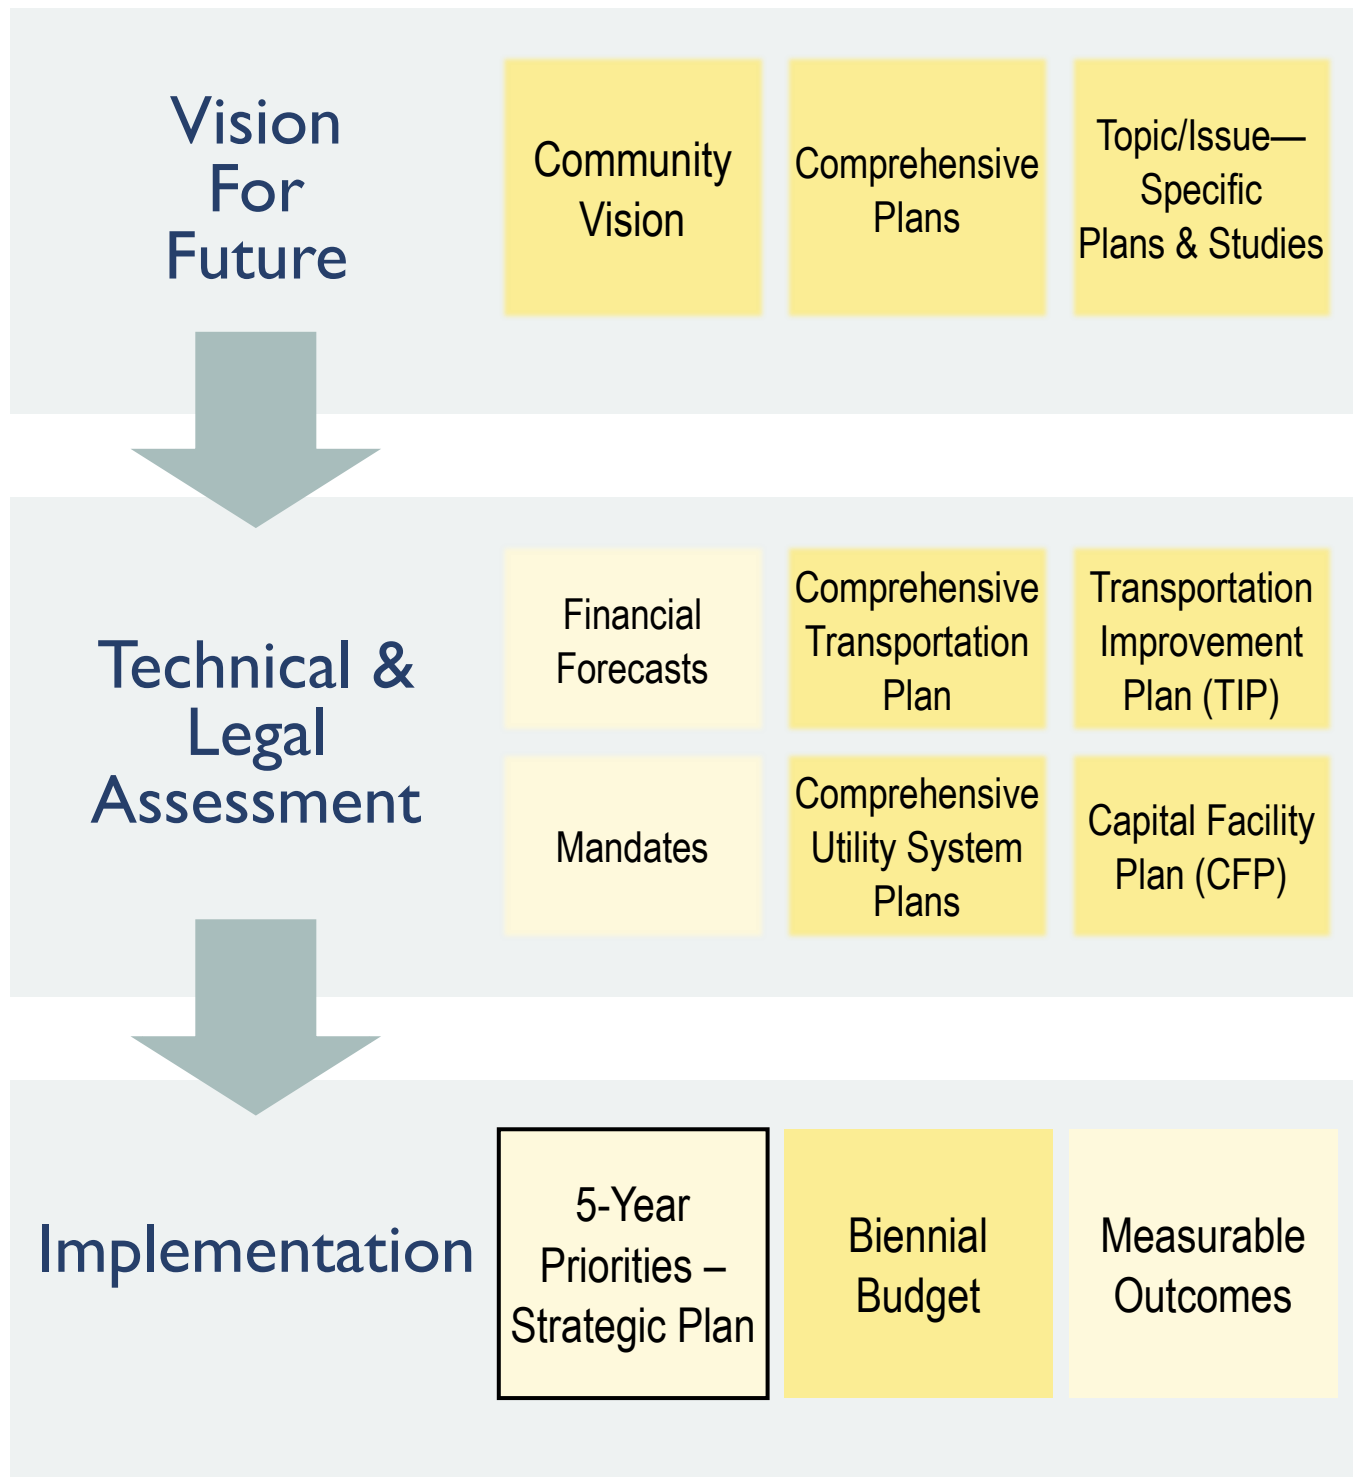 Vision
For
Future
Community
Vision
Comprehensive
Plans
Topic/Issue—
Specific
Plans & Studies
Technical &
Legal
Assessment
Financial
Forecasts
Comprehensive
Transportation
Plan
Transportation
Improvement
Plan (TIP)
Mandates
Comprehensive
Utility System
Plans
Capital Facility
Plan (CFP)
Implementation
5-Year
Priorities –
Strategic Plan
Biennial
Budget
Measurable
Outcomes